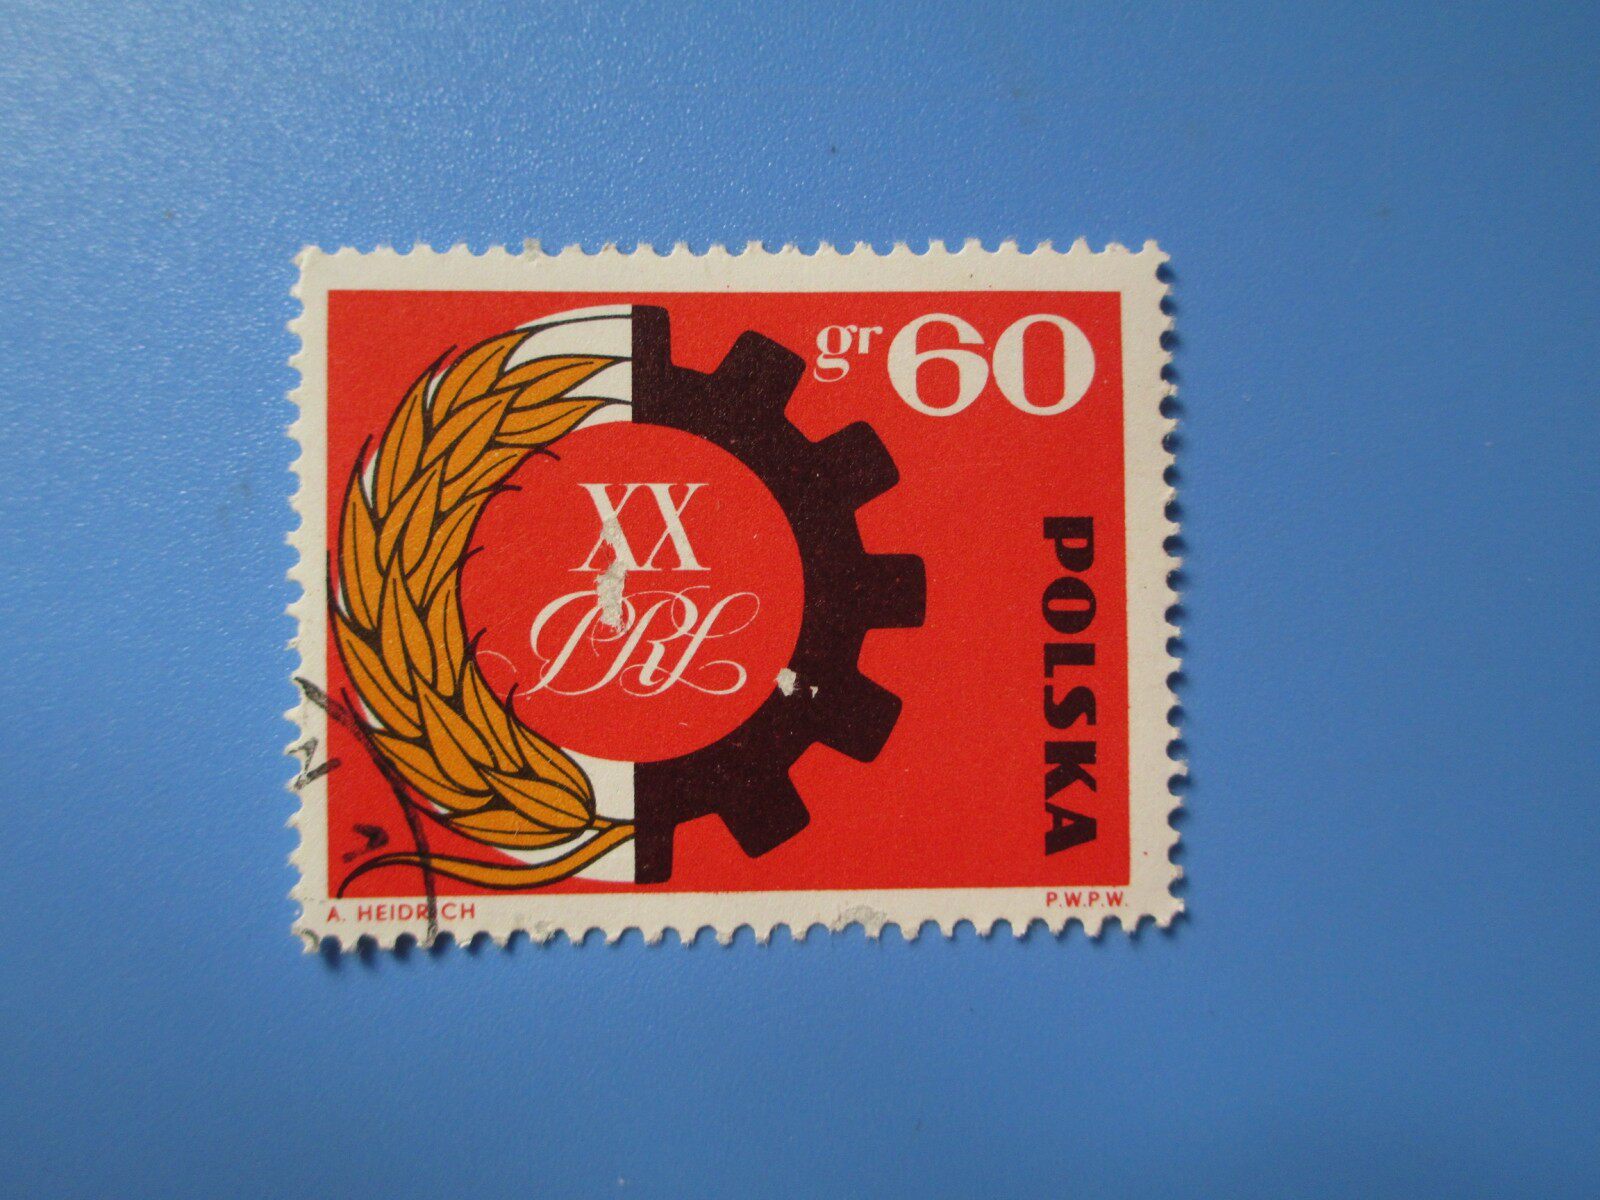 gr 60
XX
PRL
POLSKA
A. HEIDRICH
P.W.P.W.